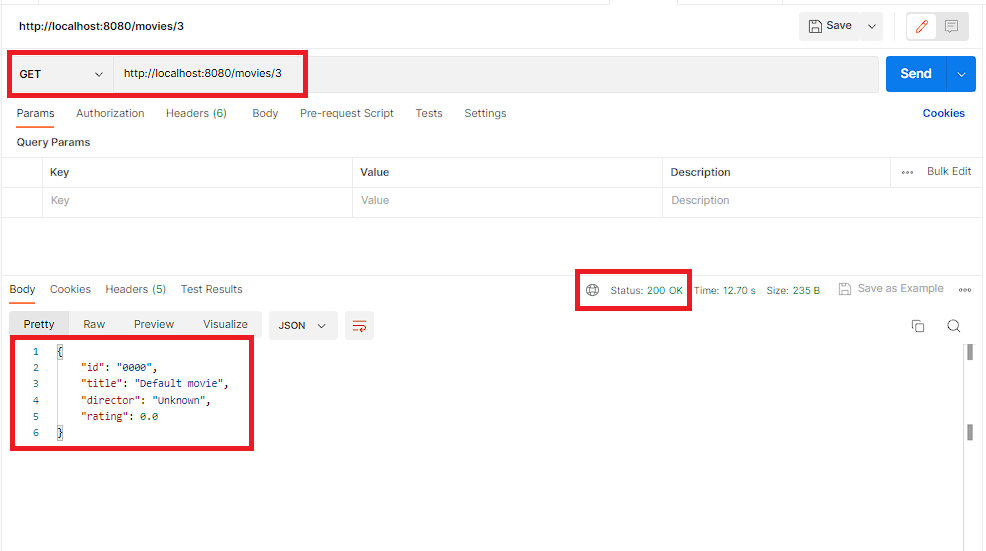 http://localhost:8080/movies/3 Save
GET http://localhost:8080/movies/3 Send
Params Authorization Headers (6) Body Pre-request Script Tests Settings Cookies
Query Params
Key Value Description Bulk Edit
Key Value Description
Body Cookies Headers (5) Test Results Status: 200 OK Time: 12.70 s Size: 235 B Save as Example
Pretty Raw Preview Visualize JSON
1 {
2 "id": "0000",
3 "title": "Default movie",
4 "director": "Unknown",
5 "rating": 0.0
6 }